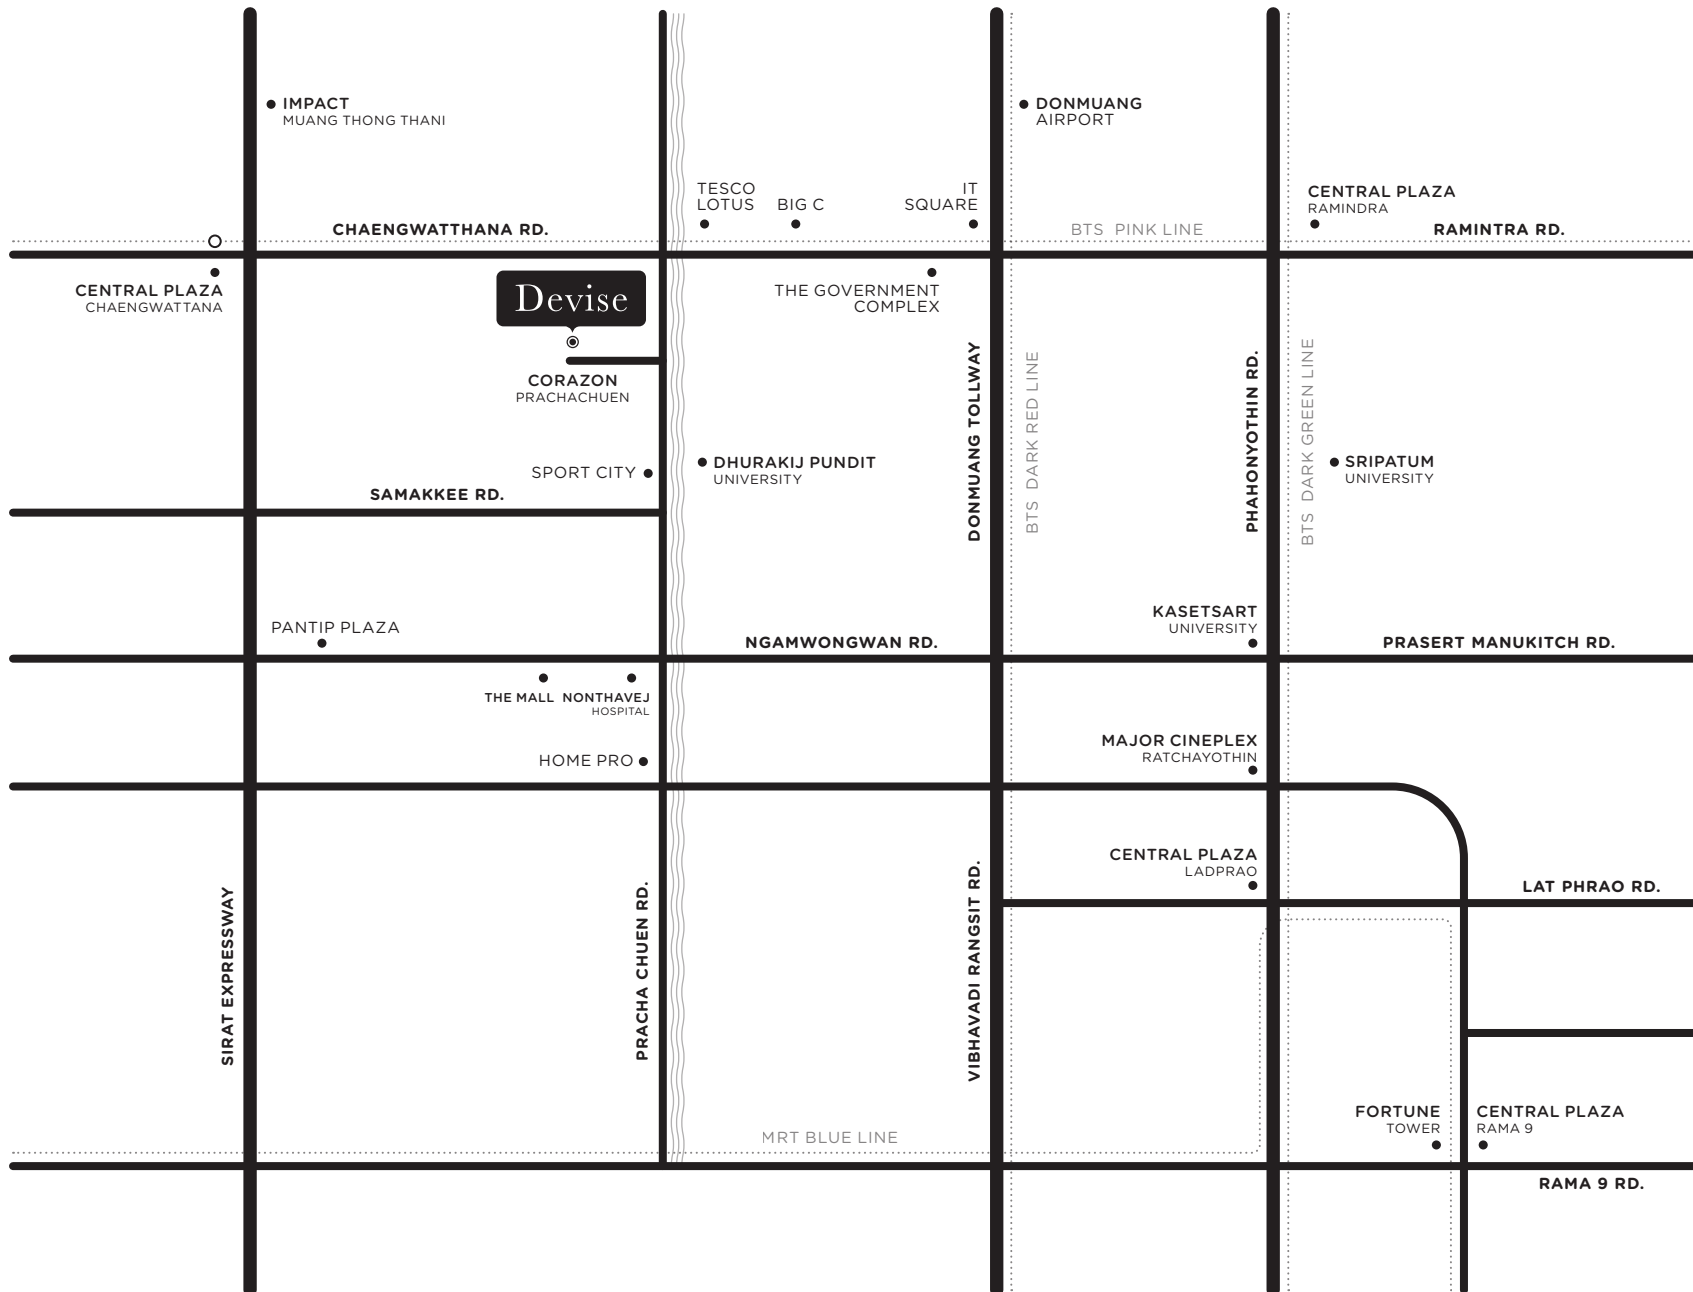 IMPACT
MUANG THONG THANI
DONMUANG
AIRPORT
TESCO
LOTUS
BIG C
IT
SQUARE
CENTRAL PLAZA
RAMINDRA
CHAENGWATTHANA RD.
BTS PINK LINE
RAMINTRA RD.
CENTRAL PLAZA
CHAENGWATTANA
Devise
THE GOVERNMENT
COMPLEX
CORAZON
PRACHACHUEN
DONMUANG TOLLWAY
BTS DARK RED LINE
PHAHONYOTHIN RD.
BTS DARK GREEN LINE
SPORT CITY
DHURAKIJ PUNDIT
UNIVERSITY
SRIPATUM
UNIVERSITY
SAMAKKEE RD.
PANTIP PLAZA
NGAMWONGWAN RD.
KASETSART
UNIVERSITY
PRASERT MANUKITCH RD.
THE MALL
NONTHAVEJ
HOSPITAL
HOME PRO
MAJOR CINEPLEX
RATCHAYOTHIN
CENTRAL PLAZA
LADPRAO
LAT PHRAO RD.
SIRAT EXPRESSWAY
PRACHA CHUEN RD.
VIBHAVADI RANGSIT RD.
MRT BLUE LINE
FORTUNE
TOWER
CENTRAL PLAZA
RAMA 9
RAMA 9 RD.